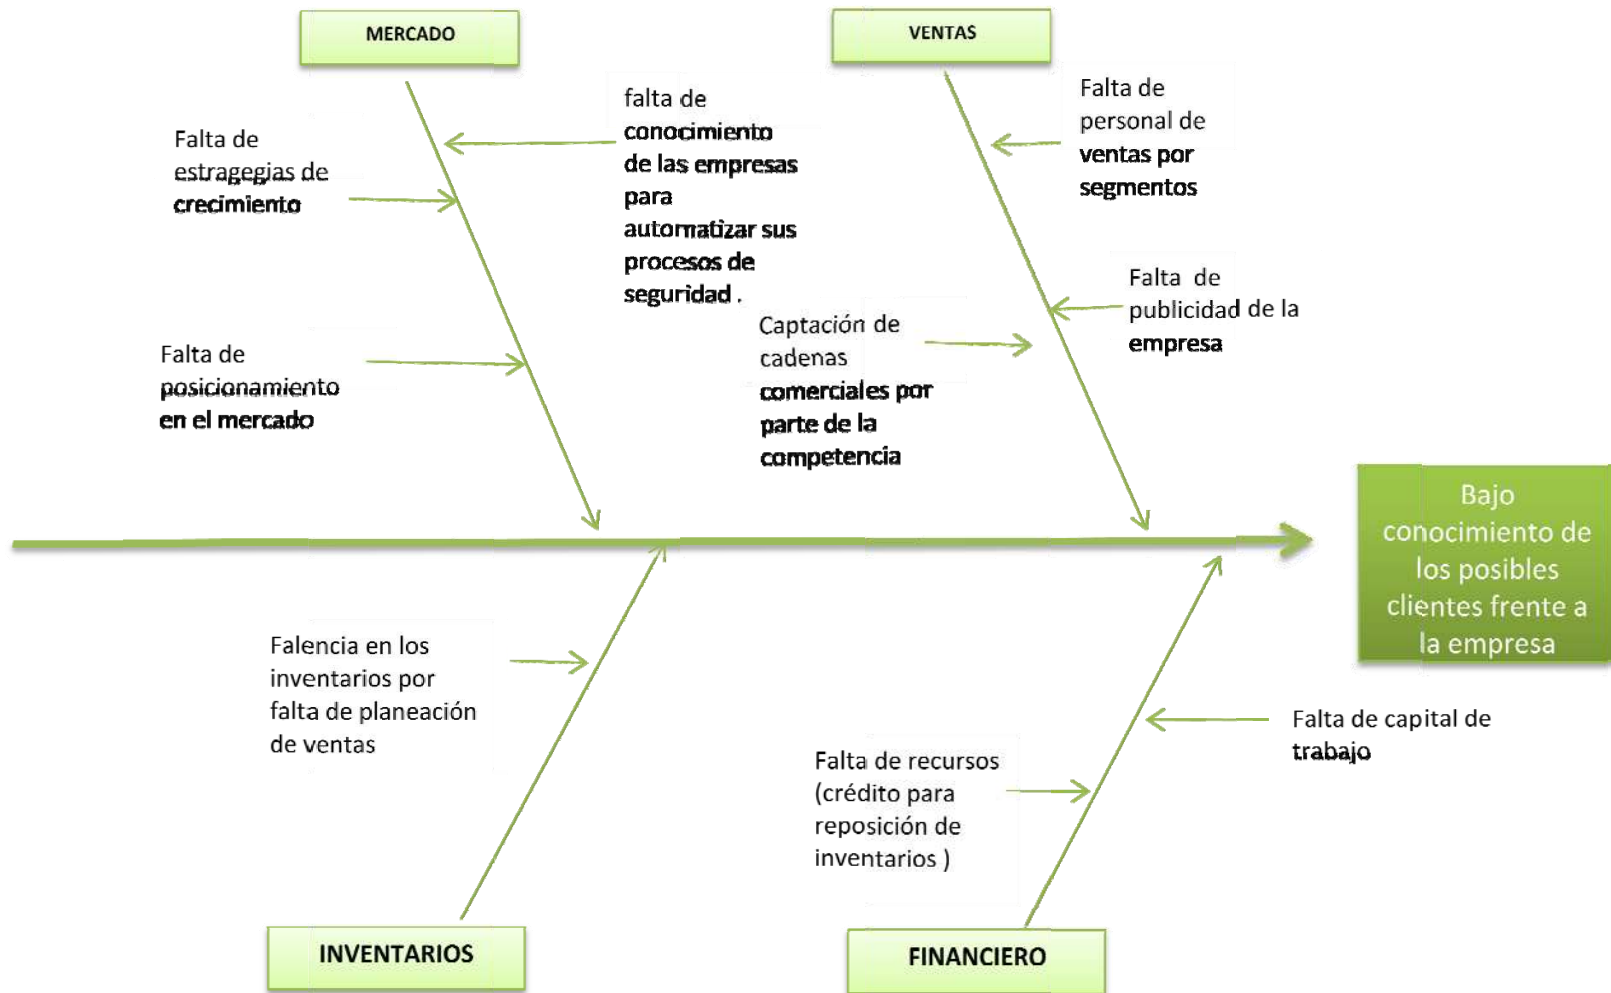 MERCADO
VENTAS
Falta de
estragegias de
crecimiento
falta de
conocimiento
de las empresas
para
automatizar sus
procesos de
seguridad .
Falta de
personal de
ventas por
segmentos
Falta de
posicionamiento
en el mercado
Captación de
cadenas
comerciales por
parte de la
competencia
Falta de
publicidad de la
empresa
Bajo
conocimiento de
los posibles
clientes frente a
la empresa
Falencia en los
inventarios por
falta de planeación
de ventas
Falta de recursos
(crédito para
reposición de
inventarios )
Falta de capital de
trabajo
INVENTARIOS
FINANCIERO